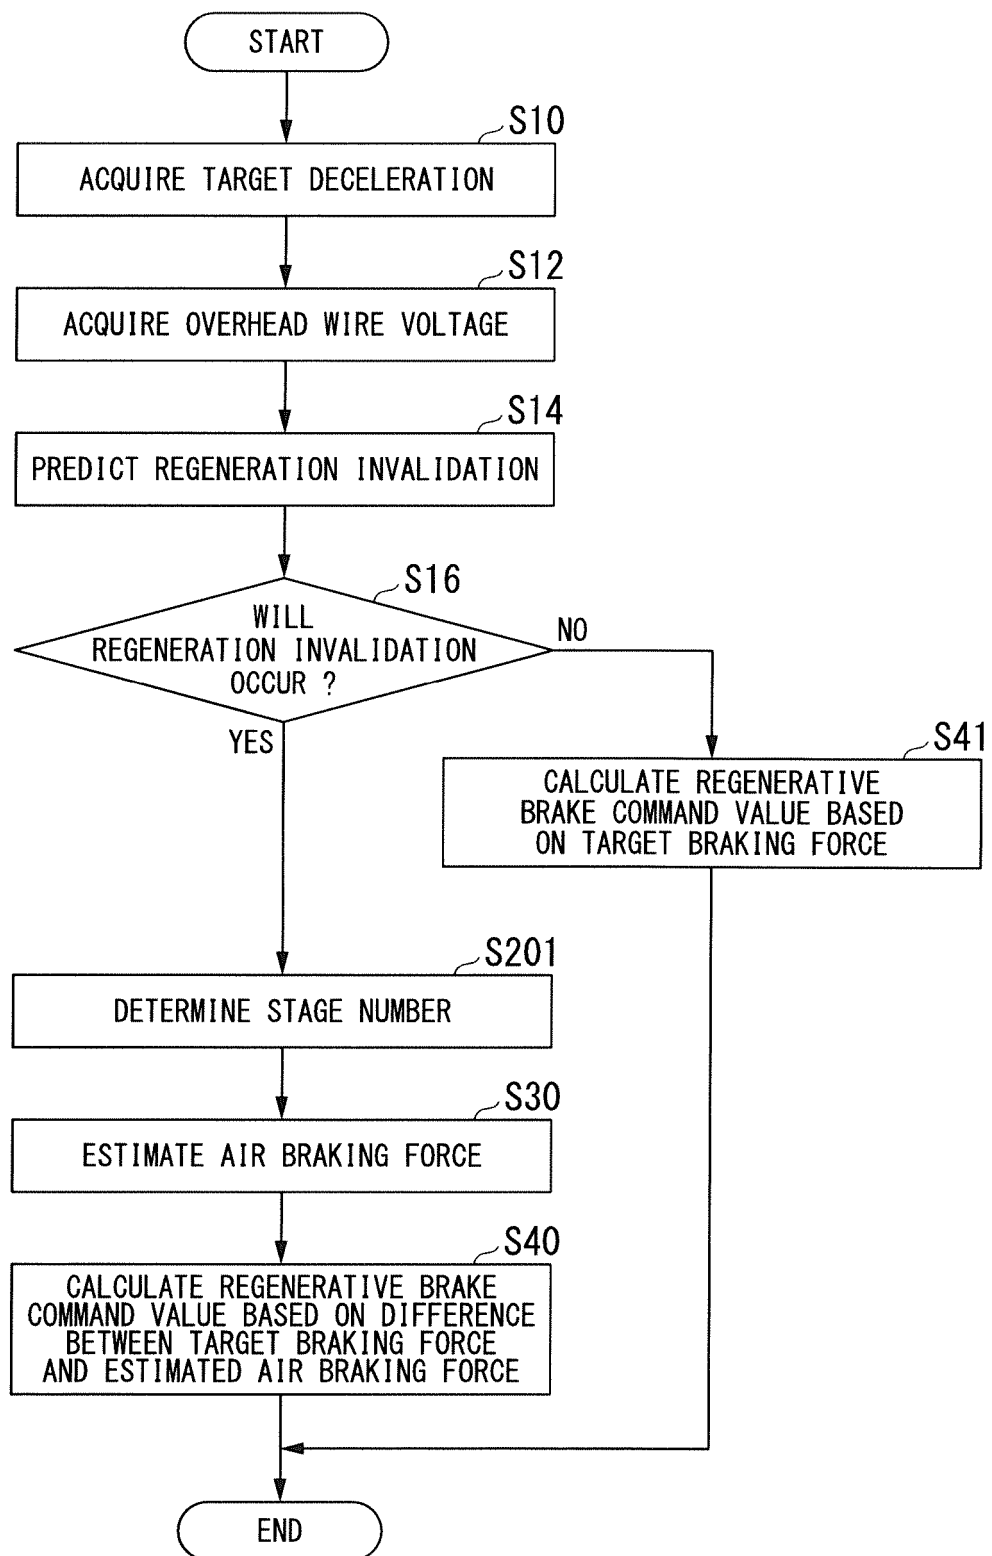 START
S10
ACQUIRE TARGET DECELERATION
S12
ACQUIRE OVERHEAD WIRE VOLTAGE
S14
PREDICT REGENERATION INVALIDATION
S16
WILL
REGENERATION INVALIDATION
OCCUR ?
NO
YES
S41
CALCULATE REGENERATIVE
BRAKE COMMAND VALUE BASED
ON TARGET BRAKING FORCE
S201
DETERMINE STAGE NUMBER
S30
ESTIMATE AIR BRAKING FORCE
S40
CALCULATE REGENERATIVE BRAKE
COMMAND VALUE BASED ON DIFFERENCE
BETWEEN TARGET BRAKING FORCE
AND ESTIMATED AIR BRAKING FORCE
END